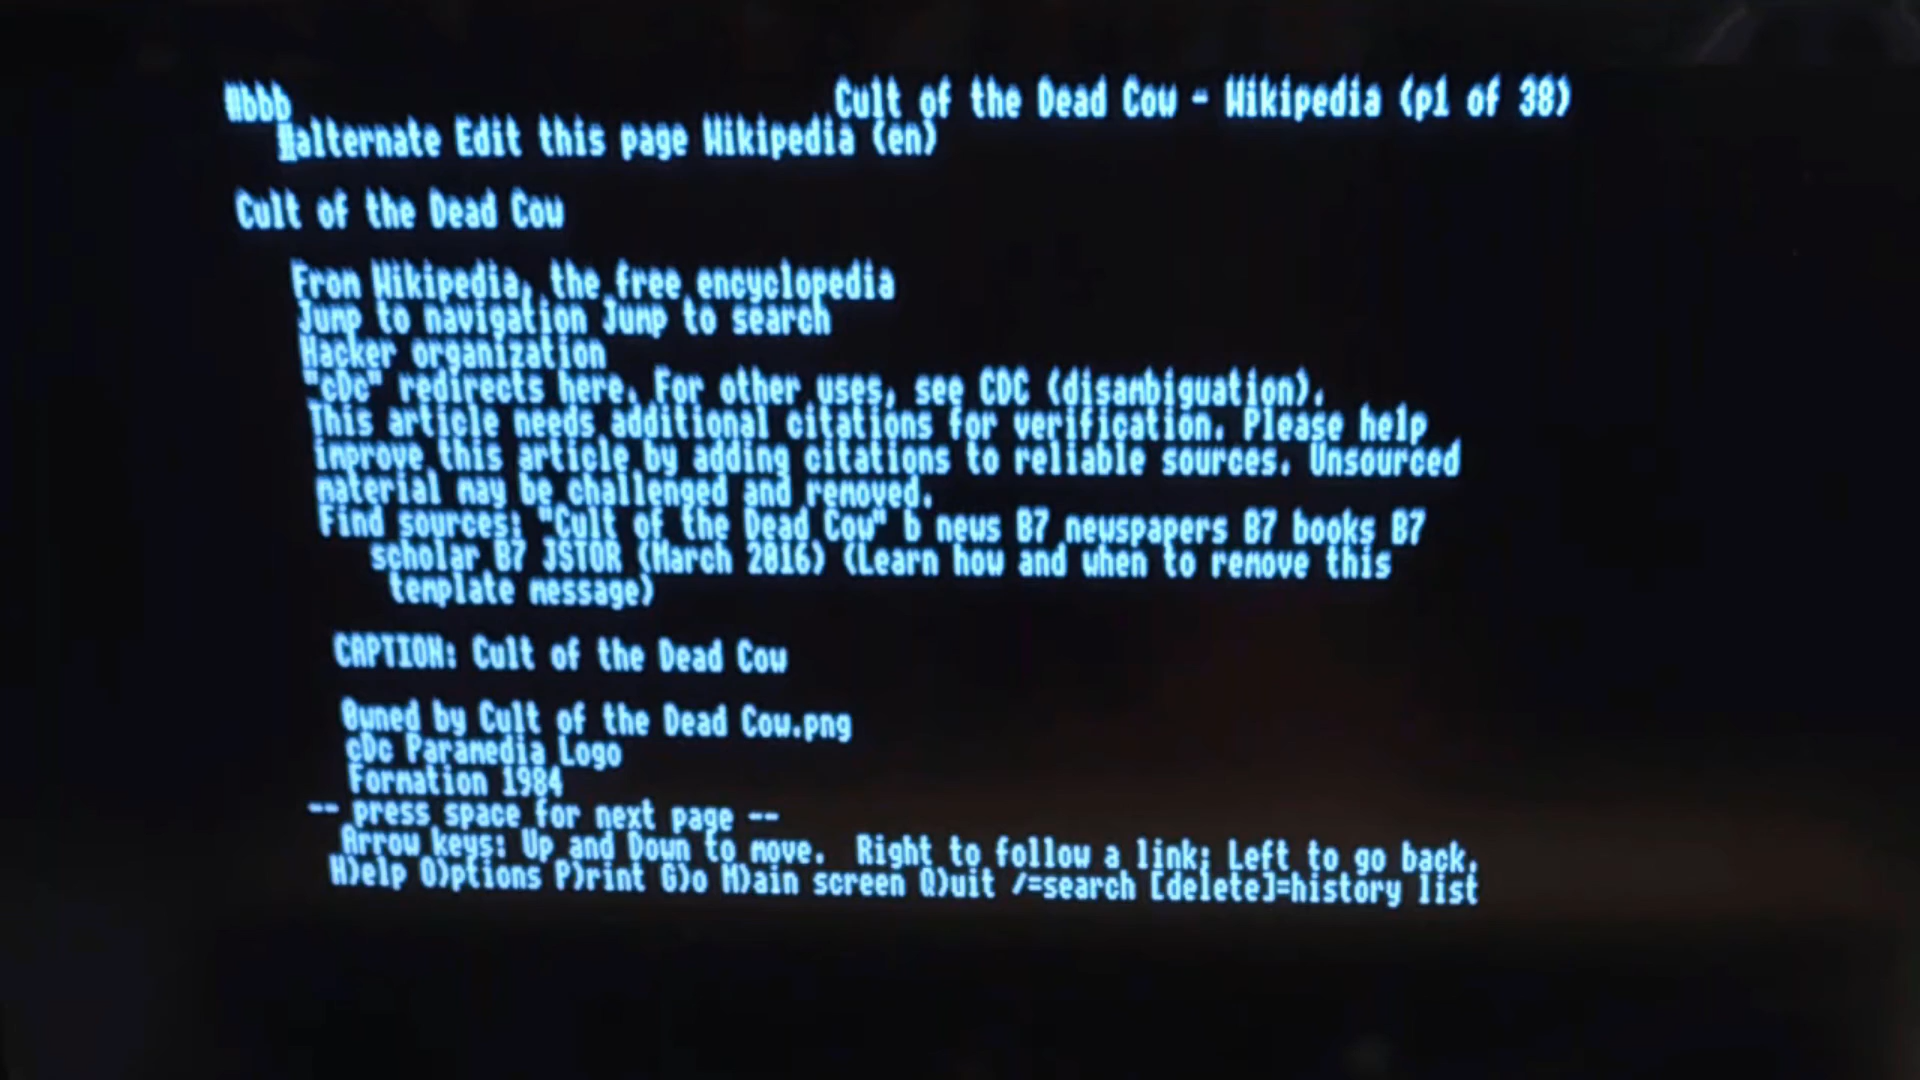 #bbb Cult of the Dead Cow - Wikipedia (p1 of 38)
#alternate Edit this page Wikipedia (en)
Cult of the Dead Cow
From Wikipedia, the free encyclopedia
Jump to navigation Jump to search
Hacker organization
"cDc" redirects here. For other uses, see CDC (disambiguation).
This article needs additional citations for verification. Please help
improve this article by adding citations to reliable sources. Unsourced
material may be challenged and removed.
Find sources: "Cult of the Dead Cow" b news B7 newspapers B7 books B7
scholar B7 JSTOR (March 2016) (Learn how and when to remove this
template message)
CAPTION: Cult of the Dead Cow
0wned by Cult of the Dead Cow.png
cDc Paramedia Logo
Formation 1984
-- press space for next page --
Arrow keys: Up and Down to move.  Right to follow a link; Left to go back.
H)elp O)ptions P)rint G)o M)ain screen Q)uit /=search [delete]=history list